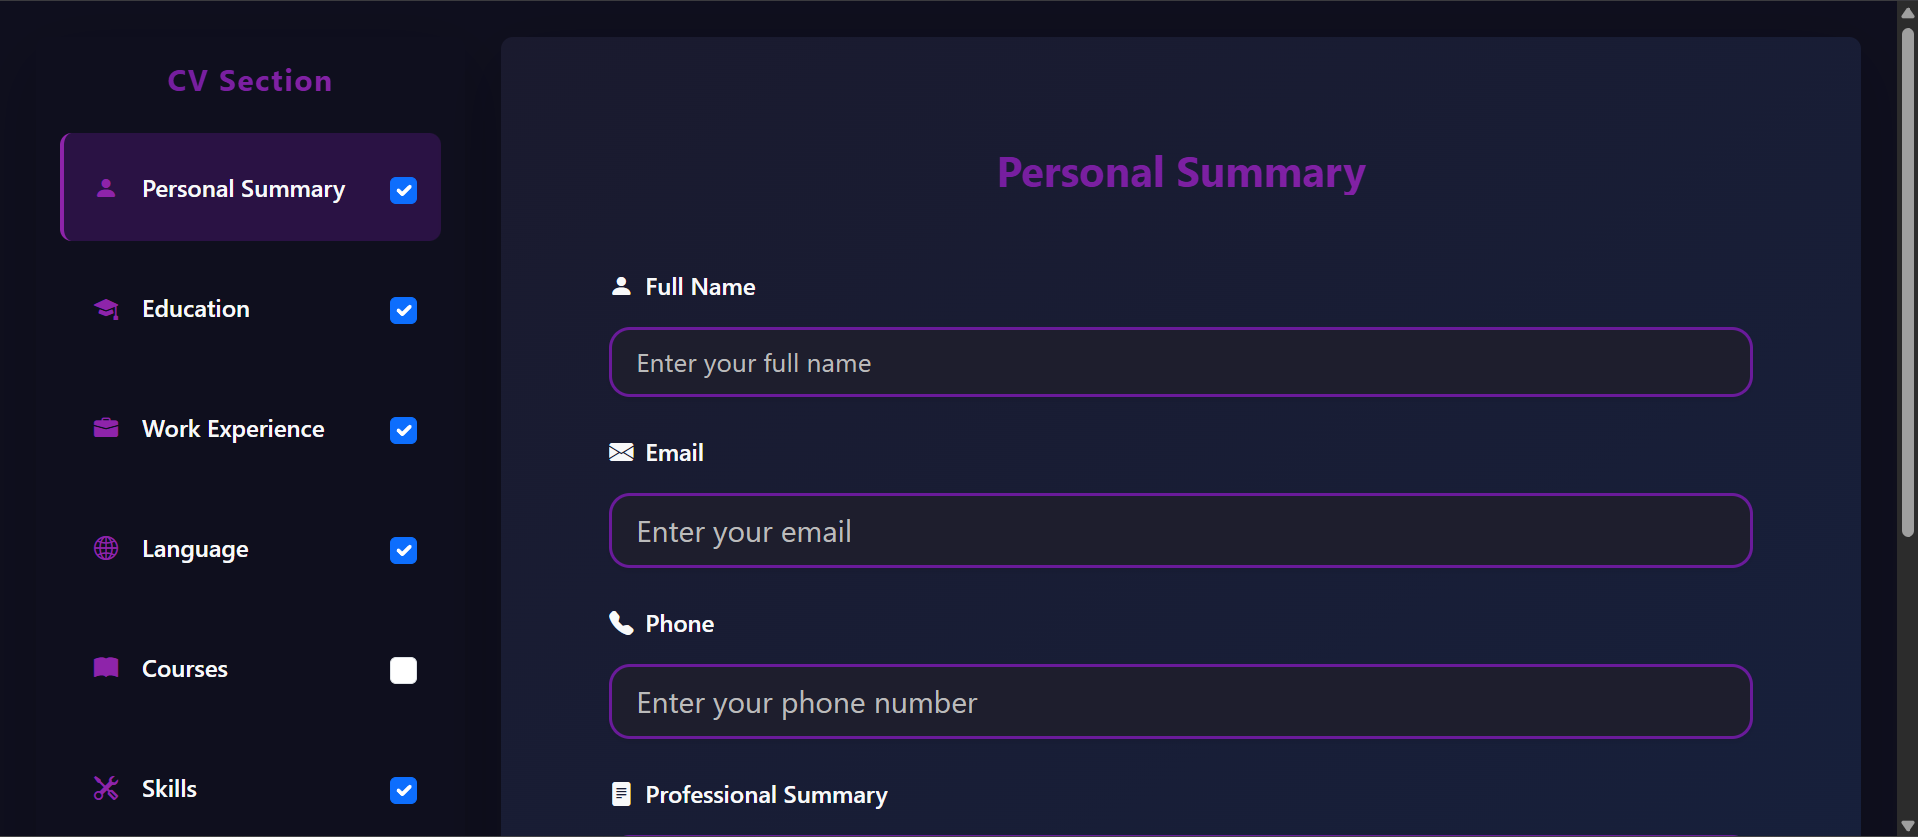 CV Section
Personal Summary
Education
Work Experience
Language
Courses
Skills
Personal Summary
Full Name
Enter your full name
Email
Enter your email
Phone
Enter your phone number
Professional Summary